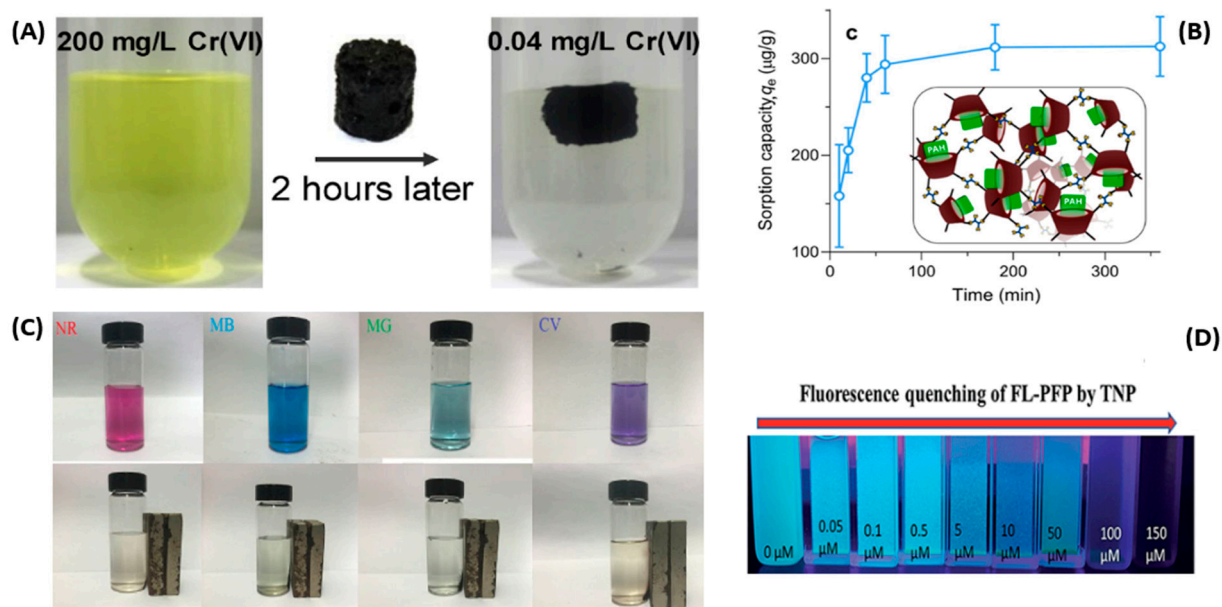 (A)
200 mg/L Cr(VI)
2 hours later
0.04 mg/L Cr(VI)
(B)
c
Sorption capacity, qe (μg/g)
300
200
100
0
100
200
300
Time (min)
PAH
PAH
(C)
NR
MB
MG
CV
(D)
Fluorescence quenching of FL-PFP by TNP
0 μM
0.05
μM
0.1
μM
0.5
μM
5
μM
10
μM
50
μM
100
μM
150
μM